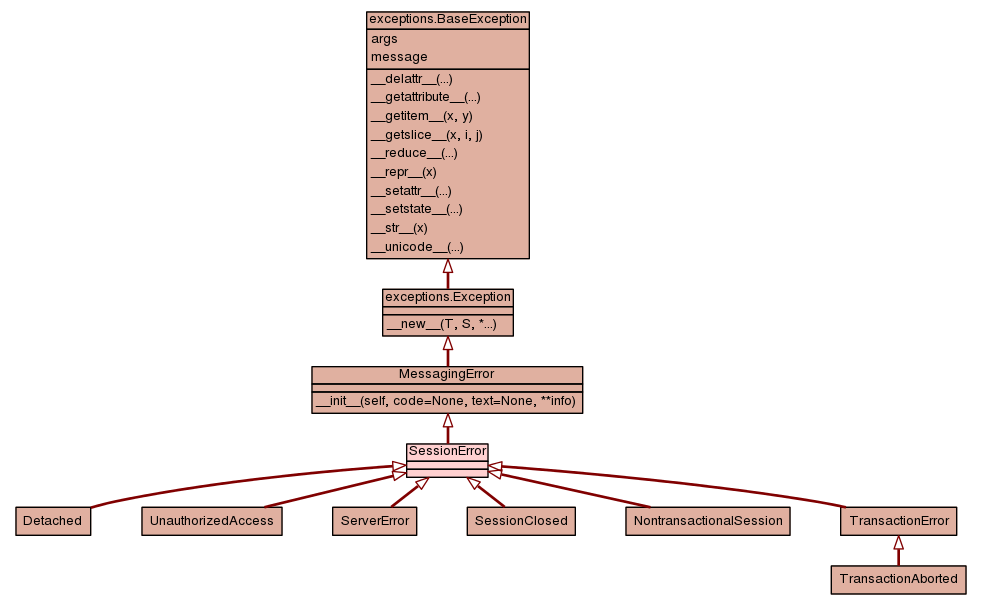 exceptions.BaseException
args
message
__delattr__(...)
__getattribute__(...)
__getitem__(x, y)
__getslice__(x, i, j)
__reduce__(...)
__repr__(x)
__setattr__(...)
__setstate__(...)
__str__(x)
__unicode__(...)
exceptions.Exception
__new__(T, S, *...)
MessagingError
__init__(self, code=None, text=None, **info)
SessionError
Detached
UnauthorizedAccess
ServerError
SessionClosed
NontransactionalSession
TransactionError
TransactionAborted